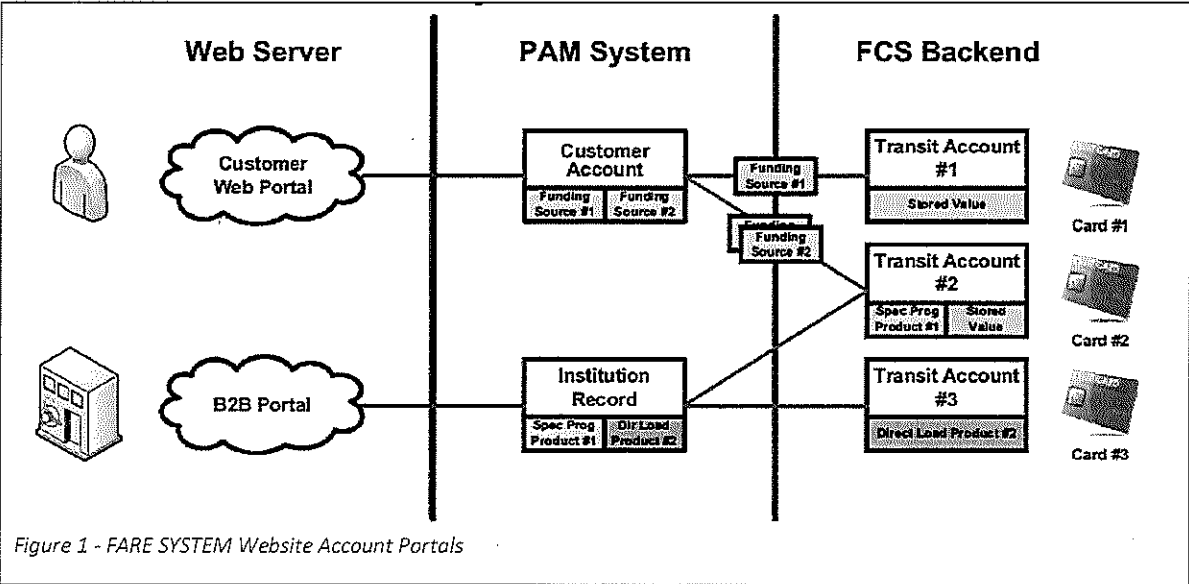 Web Server
PAM System
FCS Backend
Customer
Web Portal
Customer
Account
Funding
Source #1
Funding
Source #2
Funding
Source #1
Funding
Source #2
Transit Account
#1
Stored Value
Card #1
Transit Account
#2
Spec Prog
Product #1
Stored
Value
Card #2
B2B Portal
Institution
Record
Spec Prog
Product #1
Dir Load
Product #2
Transit Account
#3
Direct Load Product #2
Card #3
Figure 1 - FARE SYSTEM Website Account Portals